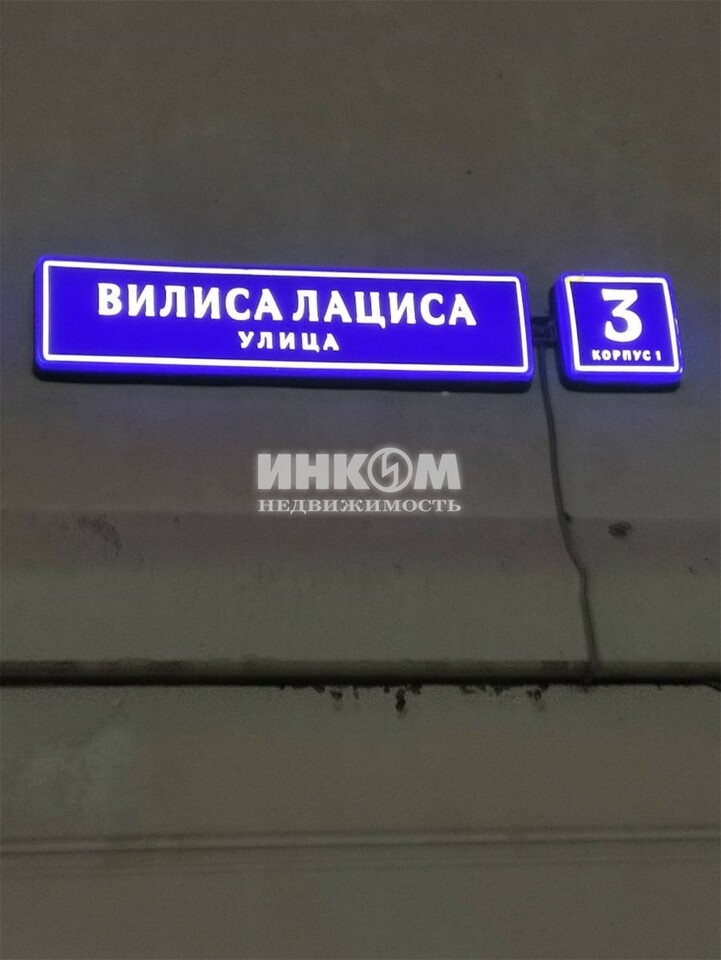 ВИЛИСА ЛАЦИСА
УЛИЦА
3
КОРПУС 1
ИНКОМ
НЕДВИЖИМОСТЬ